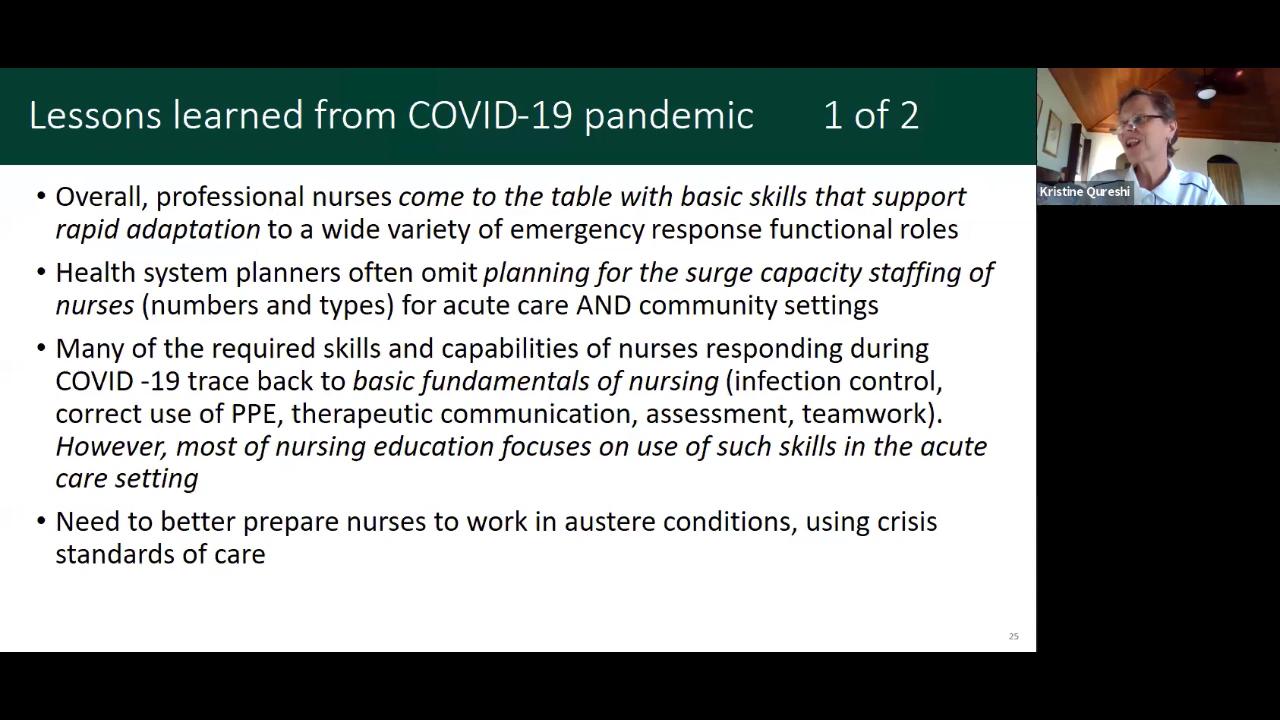 Lessons learned from COVID-19 pandemic 1 of 2
Kristine Qureshi
• Overall, professional nurses come to the table with basic skills that support
rapid adaptation to a wide variety of emergency response functional roles
• Health system planners often omit planning for the surge capacity staffing of
nurses (numbers and types) for acute care AND community settings
• Many of the required skills and capabilities of nurses responding during
COVID -19 trace back to basic fundamentals of nursing (infection control,
correct use of PPE, therapeutic communication, assessment, teamwork).
However, most of nursing education focuses on use of such skills in the acute
care setting
• Need to better prepare nurses to work in austere conditions, using crisis
standards of care
25